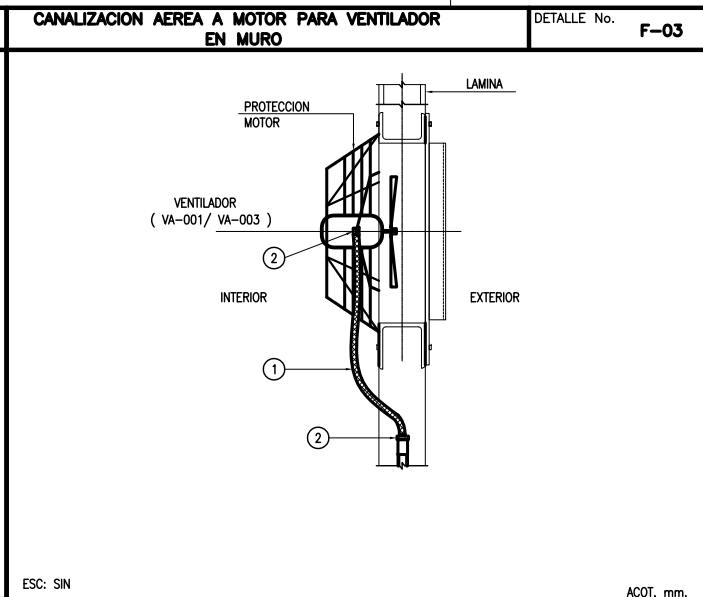 CANALIZACION AEREA A MOTOR PARA VENTILADOR
EN MURO
DETALLE No.
F-03
LAMINA
PROTECCION
MOTOR
VENTILADOR
( VA-001/ VA-003 )
2
INTERIOR
EXTERIOR
1
2
ESC: SIN
ACOT. mm.